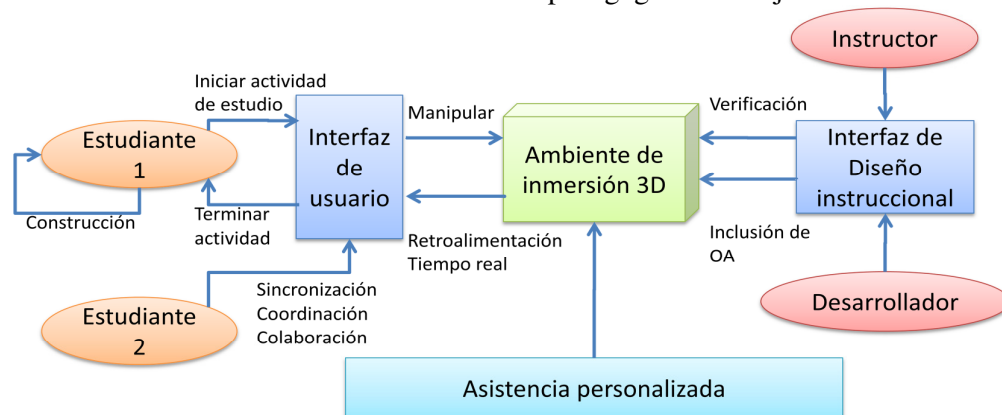 Instructor
Iniciar actividad
de estudio
Manipular
Verificación
Estudiante
1
Interfaz
de
usuario
Ambiente de
inmersión 3D
Interfaz de
Diseño
instruccional
Construcción
Terminar
actividad
Retroalimentación
Tiempo real
Inclusión de
OA
Estudiante
2
Sincronización
Coordinación
Colaboración
Desarrollador
Asistencia personalizada